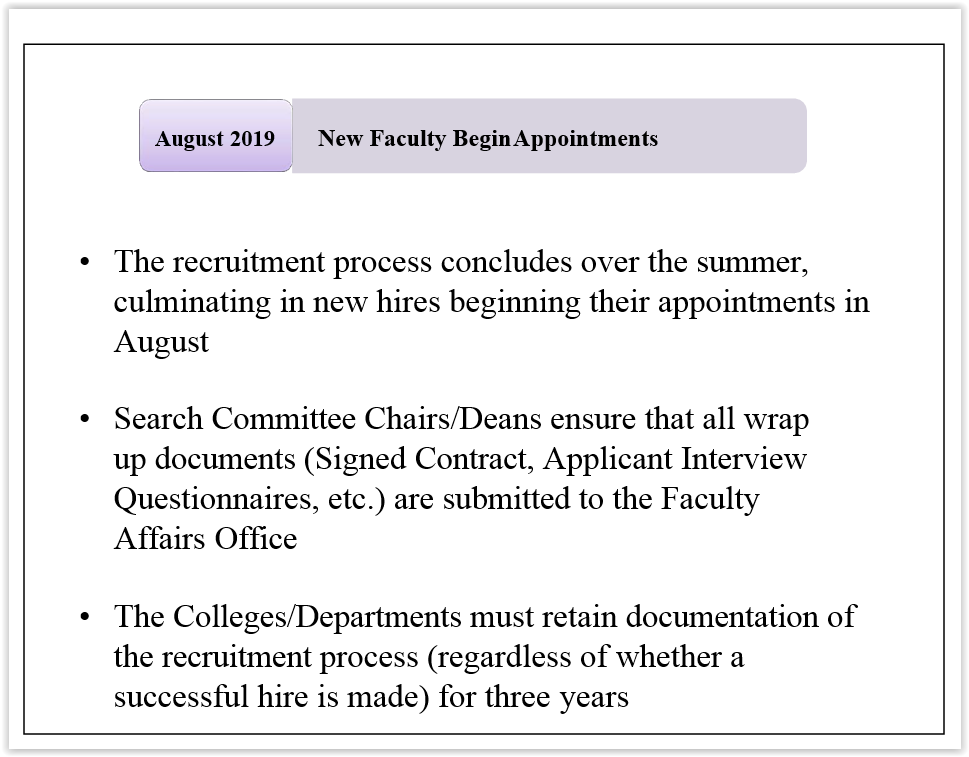 August 2019 New Faculty Begin Appointments
• The recruitment process concludes over the summer,
culminating in new hires beginning their appointments in
August
• Search Committee Chairs/Deans ensure that all wrap
up documents (Signed Contract, Applicant Interview
Questionnaires, etc.) are submitted to the Faculty
Affairs Office
• The Colleges/Departments must retain documentation of
the recruitment process (regardless of whether a
successful hire is made) for three years